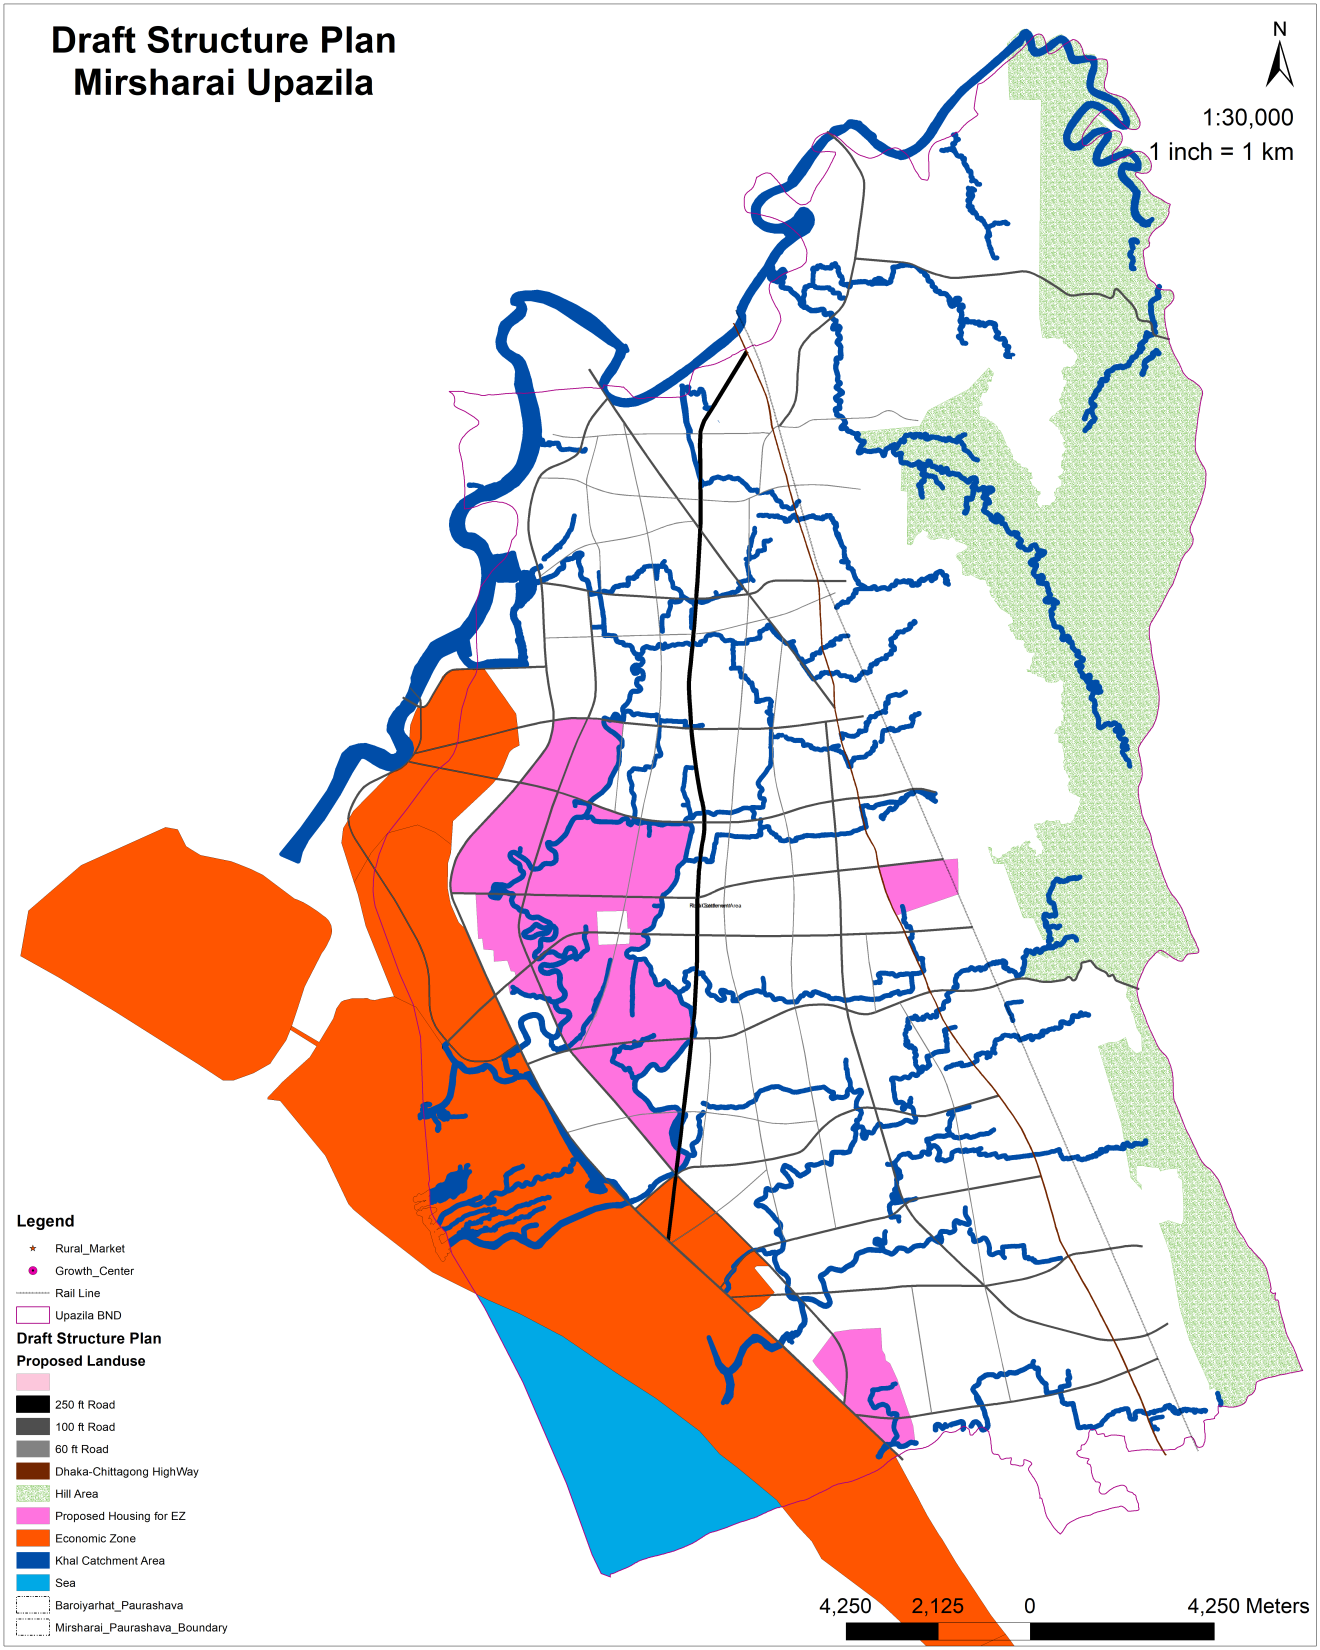 Draft Structure Plan
Mirsharai Upazila
N
1:30,000
1 inch = 1 km
Legend
Rural_Market
Growth_Center
Rail Line
Upazila BND
Draft Structure Plan
Proposed Landuse
250 ft Road
100 ft Road
60 ft Road
Dhaka-Chittagong HighWay
Hill Area
Proposed Housing for EZ
Economic Zone
Khal Catchment Area
Sea
Baroiyarhat_Paurashava
Mirsharai_Paurashava_Boundary
4,250 2,125 0 4,250 Meters